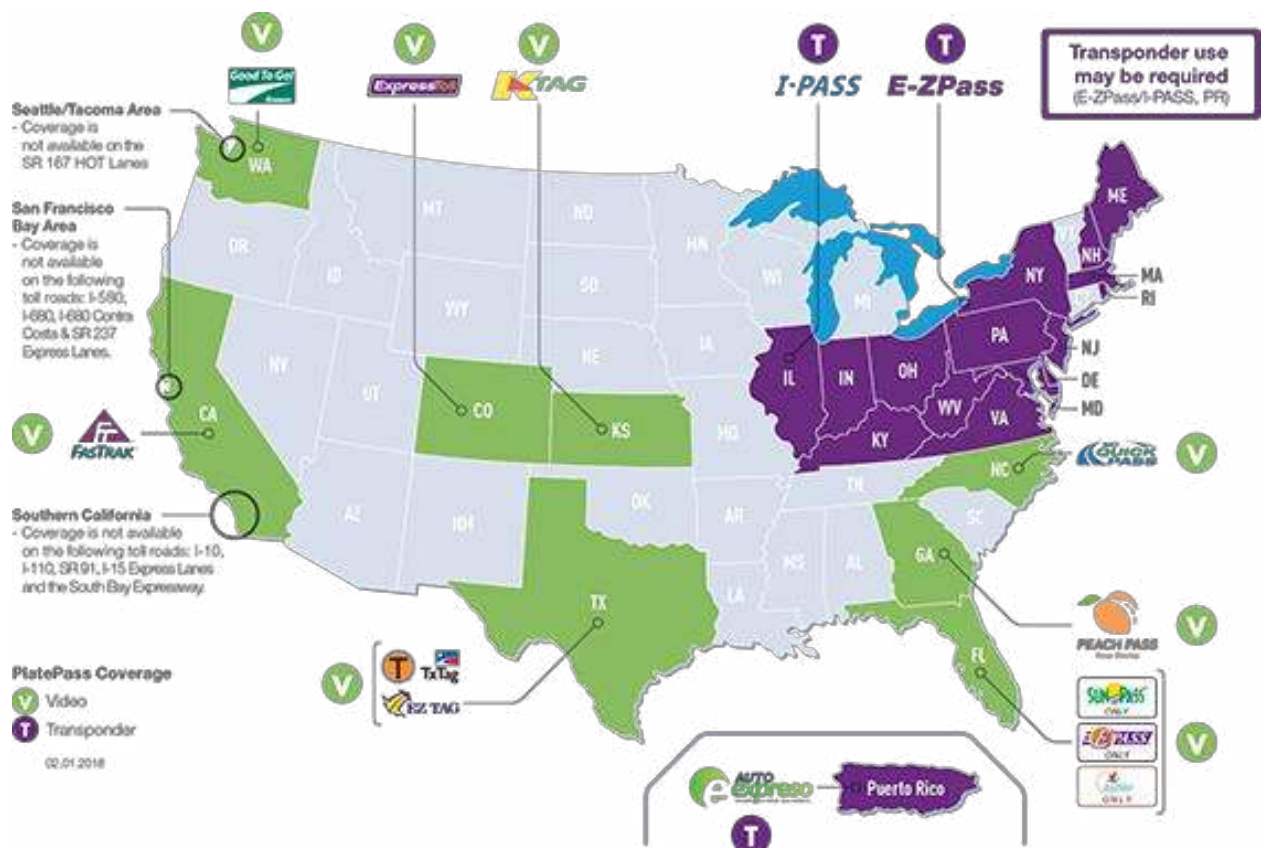 V
V
V
T
T
Good To Go!
ExpressToll
KTAG
I-PASS
E-ZPass
Transponder use
may be required
(E-ZPass/I-PASS, PR)
Seattle/Tacoma Area
- Coverage is
not available on the
SR 167 HOT Lanes
San Francisco
Bay Area
- Coverage is
not available
on the following
toll roads: I-580,
I-680, I-680 Contra
Costa & SR 237
Express Lanes.
V
FASTRAK
Southern California
- Coverage is not available
on the following toll roads: I-10,
I-110, SR 91, I-15 Express Lanes
and the South Bay Expressway.
WA
OR
CA
NV
ID
MT
WY
UT
CO
AZ
NM
ND
SD
NE
KS
OK
TX
MN
IA
MO
AR
LA
WI
IL
MI
IN
OH
KY
TN
MS
AL
GA
FL
SC
NC
VA
WV
PA
NY
NH
ME
MA
RI
NJ
DE
MD
QUICK
PASS
V
PEACH PASS
V
SUNPASS
ONLY
E-PASS
ONLY
ONLY
V
V
T
TxTag
EZ TAG
PlatePass Coverage
V Video
T Transponder
02.01.2018
AUTO
expreso
Puerto Rico
T